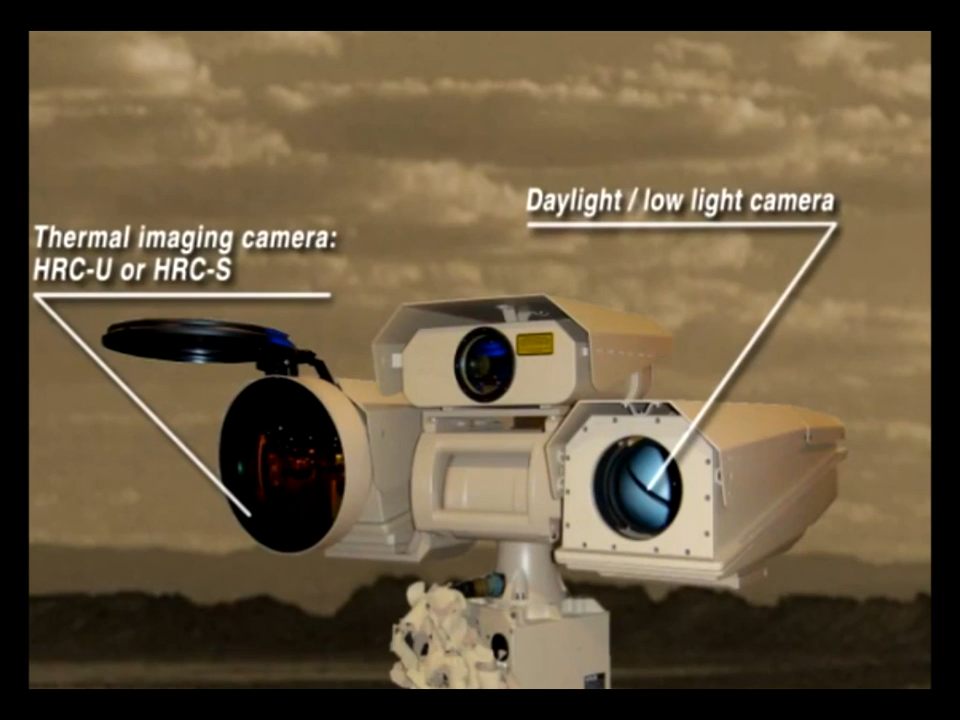 Daylight / low light camera
Thermal imaging camera:
HRC-U or HRC-S